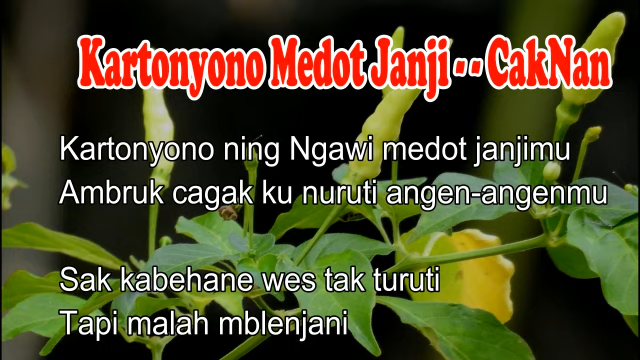 Kartonyono Medot Janji - - CakNan
Kartonyono ning Ngawi medot janjimu
Ambruk cagak ku nuruti angen-angenmu
Sak kabehane wes tak turuti
Tapi malah mblenjani